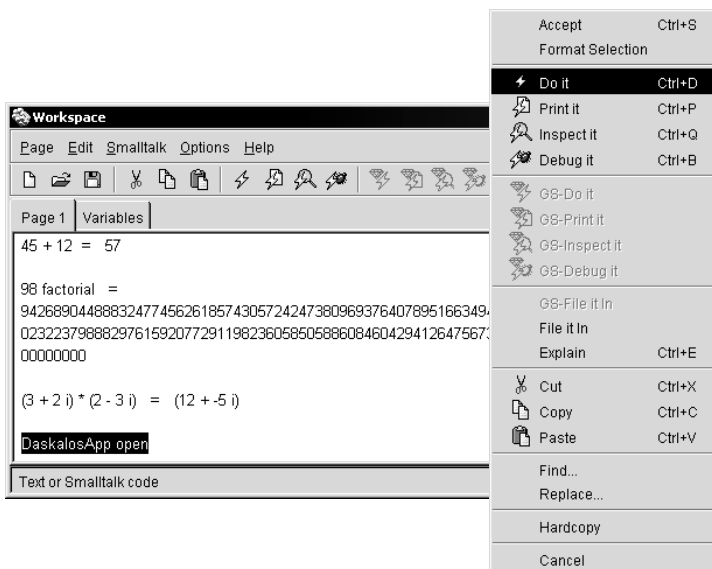 Accept Ctrl+S
Format Selection
Do it Ctrl+D
Print it Ctrl+P
Inspect it Ctrl+Q
Debug it Ctrl+B
GS-Do it
GS-Print it
GS-Inspect it
GS-Debug it
GS-File it In
File it In
Explain Ctrl+E
Cut Ctrl+X
Copy Ctrl+C
Paste Ctrl+V
Find...
Replace...
Hardcopy
Cancel
Workspace
Page Edit Smalltalk Options Help
Page 1 Variables
45 + 12 = 57
98 factorial =
9426890448883247745626185743057242473809693764078951663494
0232237988829761592077291198236058505886084604294126475673
00000000
(3 + 2 i) * (2 - 3 i) = (12 + -5 i)
DaskalosApp open
Text or Smalltalk code